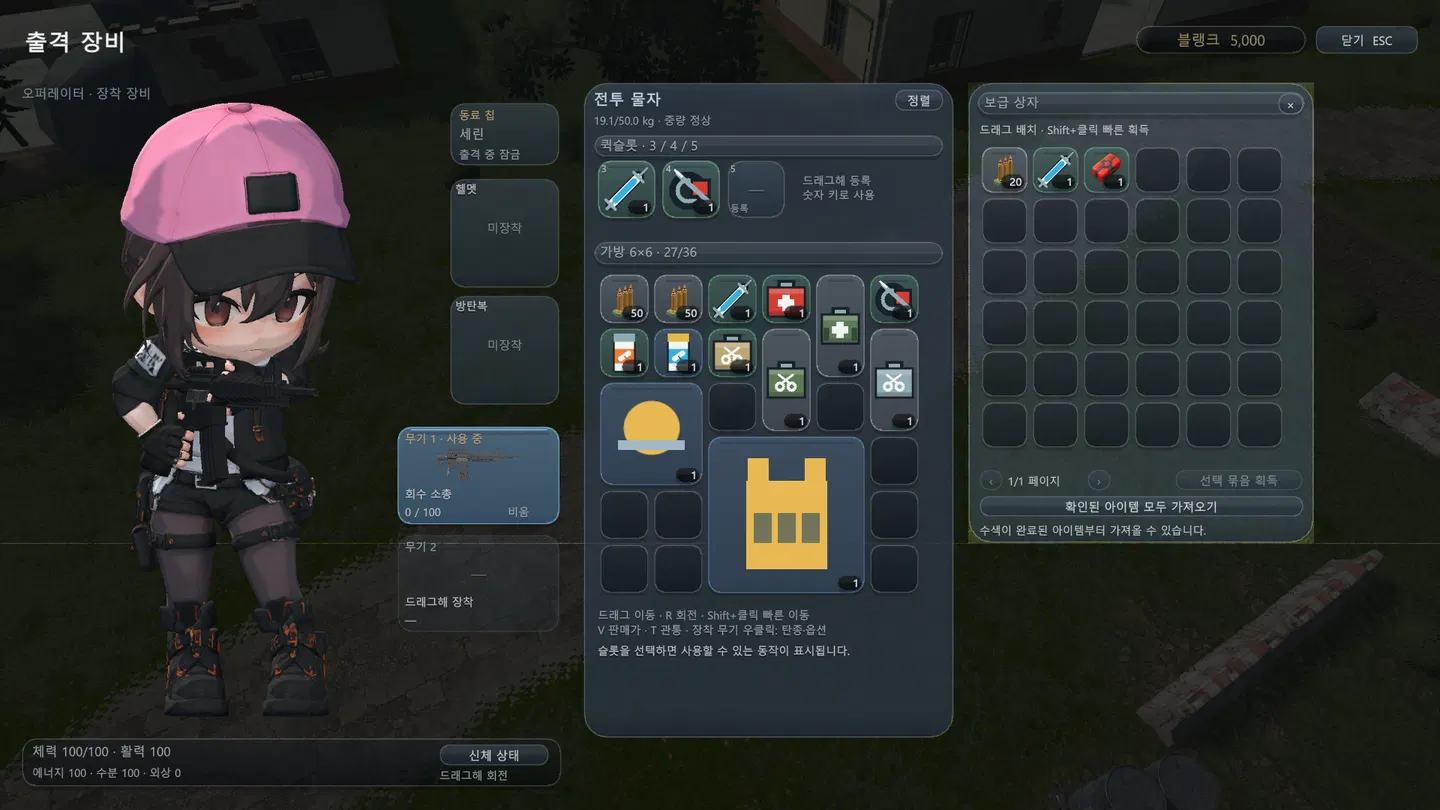 출격 장비
블랭크 5,000
닫기 ESC
오퍼레이터 · 장착 장비
동료 칩
세린
출격 중 잠금
헬멧
미장착
방탄복
미장착
무기 1 · 사용 중
회수 소총
0 / 100 비움
무기 2
—
드래그해 장착
—
체력 100/100 · 활력 100
에너지 100 · 수분 100 · 외상 0
신체 상태
드래그해 회전
전투 물자
정렬
19.1/50.0 kg · 중량 정상
퀵슬롯 · 3 / 4 / 5
3 1
4 1
5 — 등록
드래그해 등록
숫자 키로 사용
가방 6×6 · 27/36
50 50 1 1 1
1 1 1 1
1 1
1
1
드래그 이동 · R 회전 · Shift+클릭 빠른 이동
V 판매가 · T 관통 · 장착 무기 우클릭: 탄종·옵션
슬롯을 선택하면 사용할 수 있는 동작이 표시됩니다.
보급 상자
×
드래그 배치 · Shift+클릭 빠른 획득
20 1 1
‹ 1/1 페이지 ›
선택 묶음 획득
확인된 아이템 모두 가져오기
수색이 완료된 아이템부터 가져올 수 있습니다.